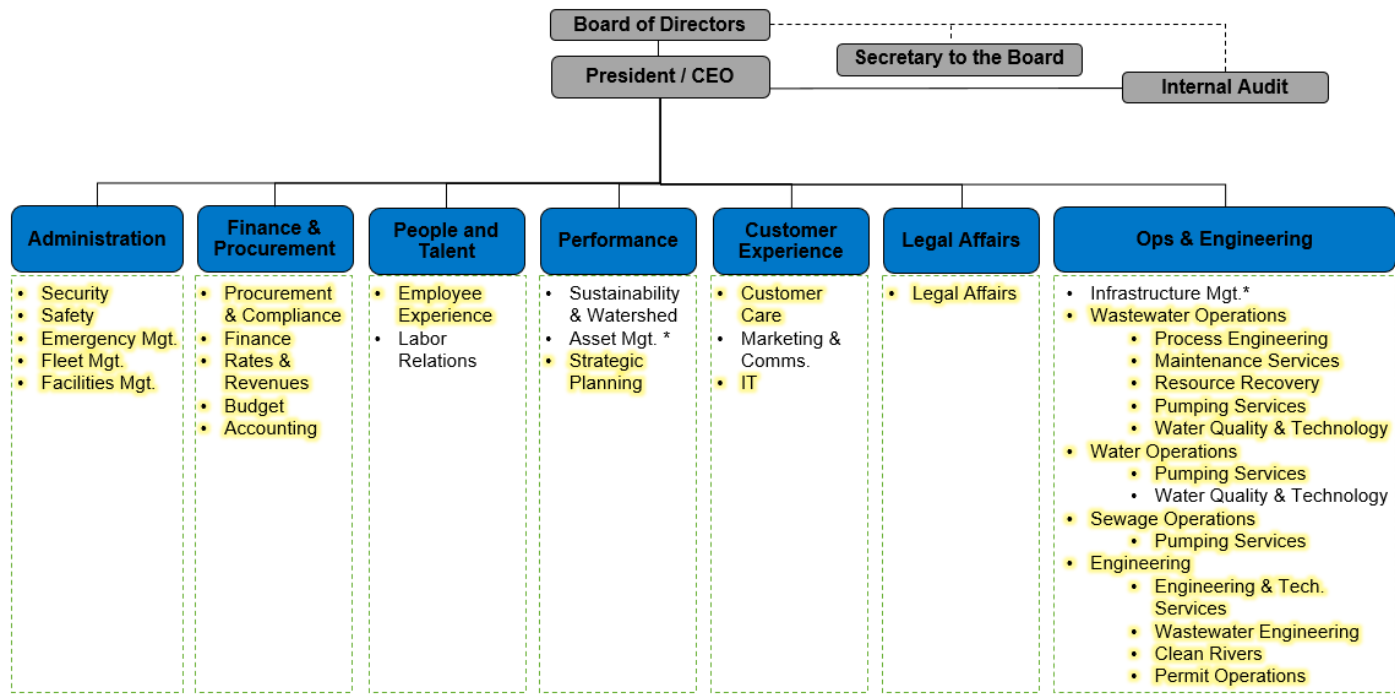 Board of Directors
Secretary to the Board
President / CEO
Internal Audit
Administration
• Security
• Safety
• Emergency Mgt.
• Fleet Mgt.
• Facilities Mgt.
Finance &
Procurement
• Procurement
& Compliance
• Finance
• Rates &
Revenues
• Budget
• Accounting
People and
Talent
• Employee
Experience
• Labor
Relations
Performance
• Sustainability
& Watershed
• Asset Mgt. *
• Strategic
Planning
Customer
Experience
• Customer
Care
• Marketing &
Comms.
• IT
Legal Affairs
• Legal Affairs
Ops & Engineering
• Infrastructure Mgt.*
• Wastewater Operations
• Process Engineering
• Maintenance Services
• Resource Recovery
• Pumping Services
• Water Quality & Technology
• Water Operations
• Pumping Services
• Water Quality & Technology
• Sewage Operations
• Pumping Services
• Engineering
• Engineering & Tech.
Services
• Wastewater Engineering
• Clean Rivers
• Permit Operations